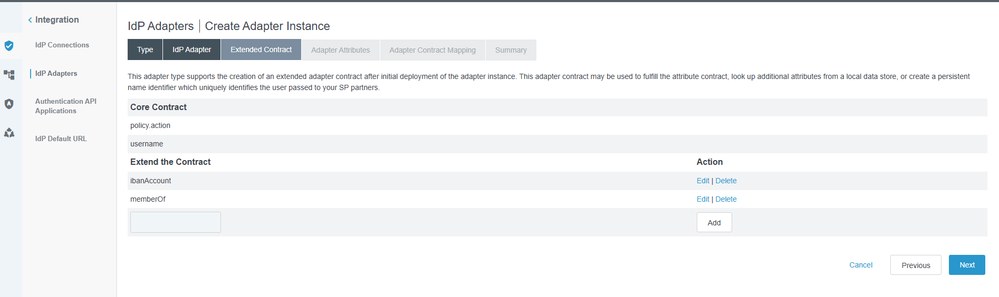 Integration
IdP Connections
IdP Adapters
Authentication API
Applications
IdP Default URL
IdP Adapters | Create Adapter Instance
Type IdP Adapter Extended Contract Adapter Attributes Adapter Contract Mapping Summary
This adapter type supports the creation of an extended adapter contract after initial deployment of the adapter instance. This adapter contract may be used to fulfill the attribute contract, look up additional attributes from a local data store, or create a persistent
name identifier which uniquely identifies the user passed to your SP partners.
Core Contract
policy.action
username
Extend the Contract Action
ibanAccount Edit | Delete
memberOf Edit | Delete
Add
Cancel Previous Next